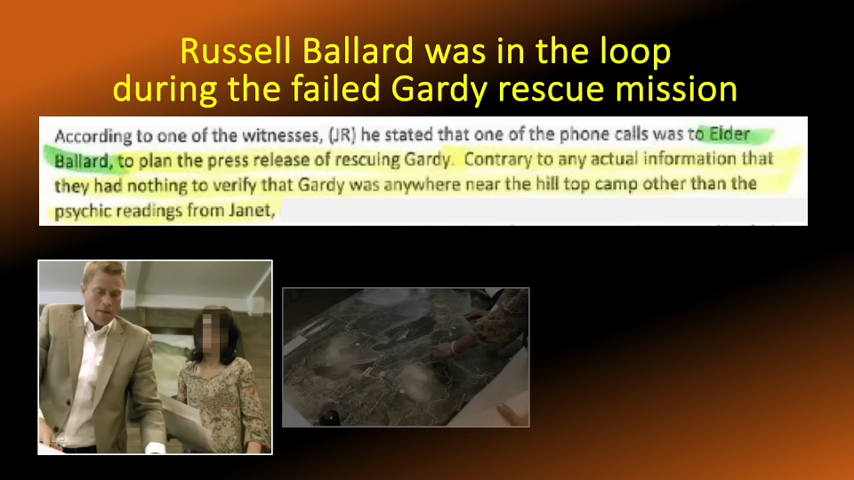 Russell Ballard was in the loop
during the failed Gardy rescue mission
According to one of the witnesses, (JR) he stated that one of the phone calls was to Elder
Ballard, to plan the press release of rescuing Gardy. Contrary to any actual information that
they had nothing to verify that Gardy was anywhere near the hill top camp other than the
psychic readings from Janet,